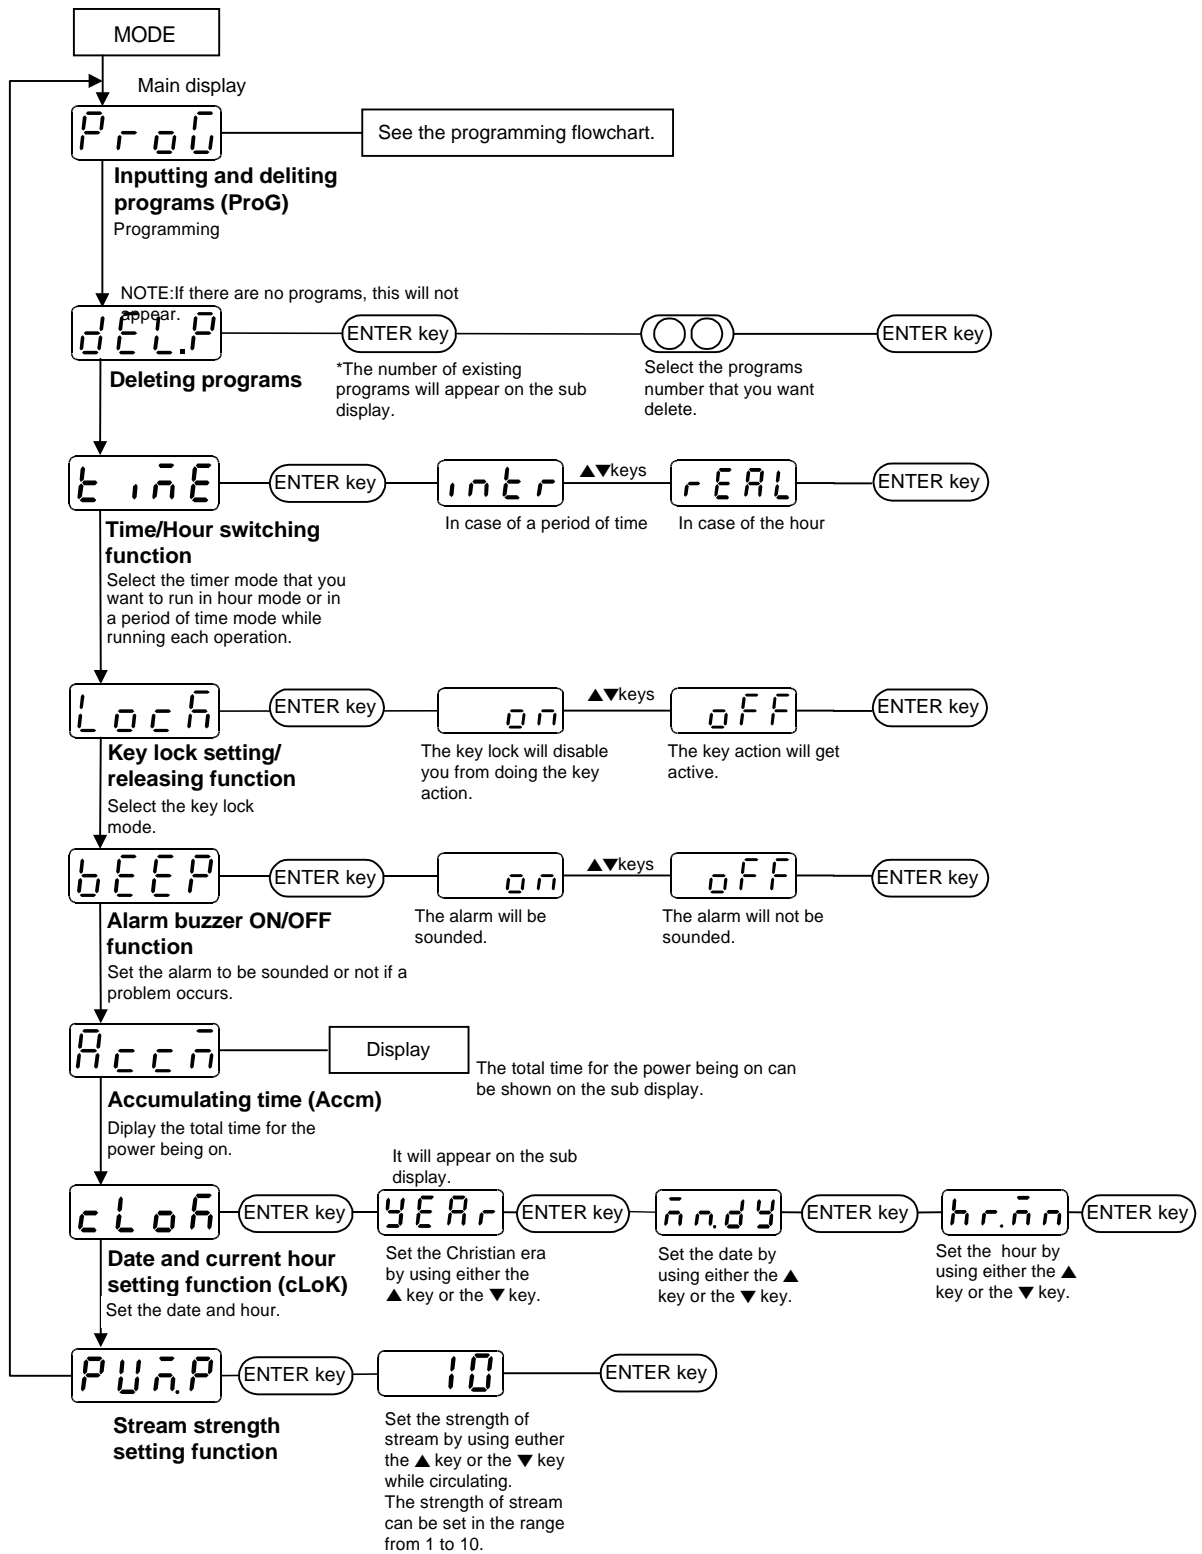 MODE
Main display
ProG
See the programming flowchart.
Inputting and deliting
programs (ProG)
Programming
NOTE:If there are no programs, this will not
appear.
dEL.P
ENTER key
ENTER key
Deleting programs
*The number of existing
programs will appear on the sub
display.
Select the programs
number that you want
delete.
timE
ENTER key
intr
▲▼keys
rEAL
ENTER key
In case of a period of time
In case of the hour
Time/Hour switching
function
Select the timer mode that you
want to run in hour mode or in
a period of time mode while
running each operation.
LocK
ENTER key
on
▲▼keys
oFF
ENTER key
Key lock setting/
releasing function
Select the key lock
mode.
The key lock will disable
you from doing the key
action.
The key action will get
active.
bEEP
ENTER key
on
▲▼keys
oFF
ENTER key
Alarm buzzer ON/OFF
function
Set the alarm to be sounded or not if a
problem occurs.
The alarm will be
sounded.
The alarm will not be
sounded.
Accm
Display
The total time for the power being on can
be shown on the sub display.
Accumulating time (Accm)
Diplay the total time for the
power being on.
It will appear on the sub
display.
cLoK
ENTER key
YEAr
ENTER key
mn.dY
ENTER key
hr.mn
ENTER key
Date and current hour
setting function (cLoK)
Set the date and hour.
Set the Christian era
by using either the
▲ key or the ▼ key.
Set the date by
using either the ▲
key or the ▼ key.
Set the hour by
using either the ▲
key or the ▼ key.
PUm.P
ENTER key
10
ENTER key
Stream strength
setting function
Set the strength of
stream by using euther
the ▲ key or the ▼ key
while circulating.
The strength of stream
can be set in the range
from 1 to 10.